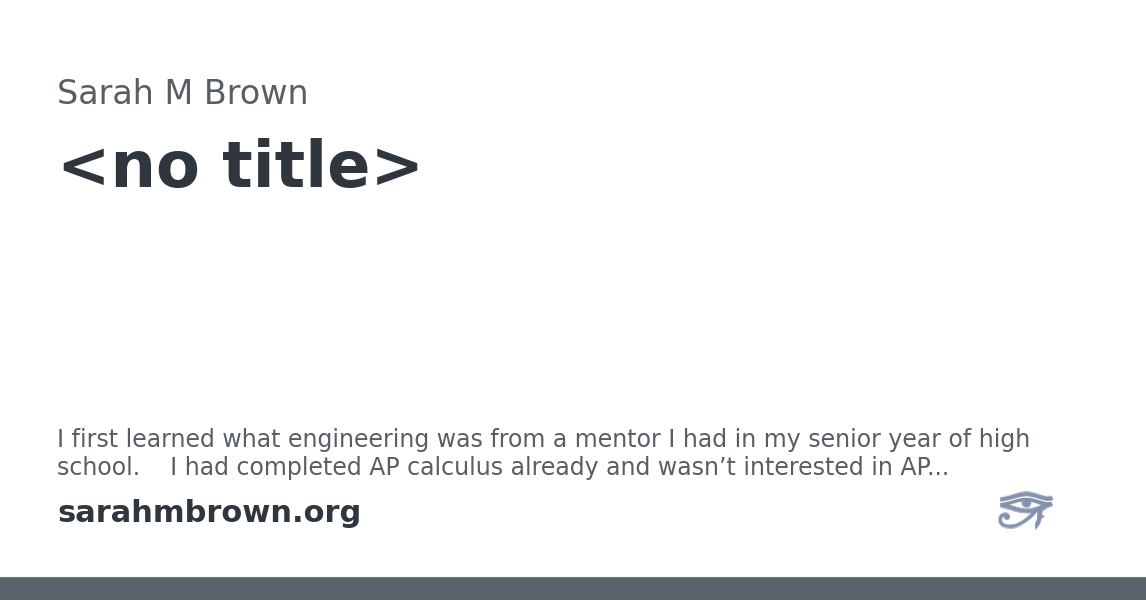 Sarah M Brown
<no title>
I first learned what engineering was from a mentor I had in my senior year of high
school.    I had completed AP calculus already and wasn’t interested in AP...
sarahmbrown.org